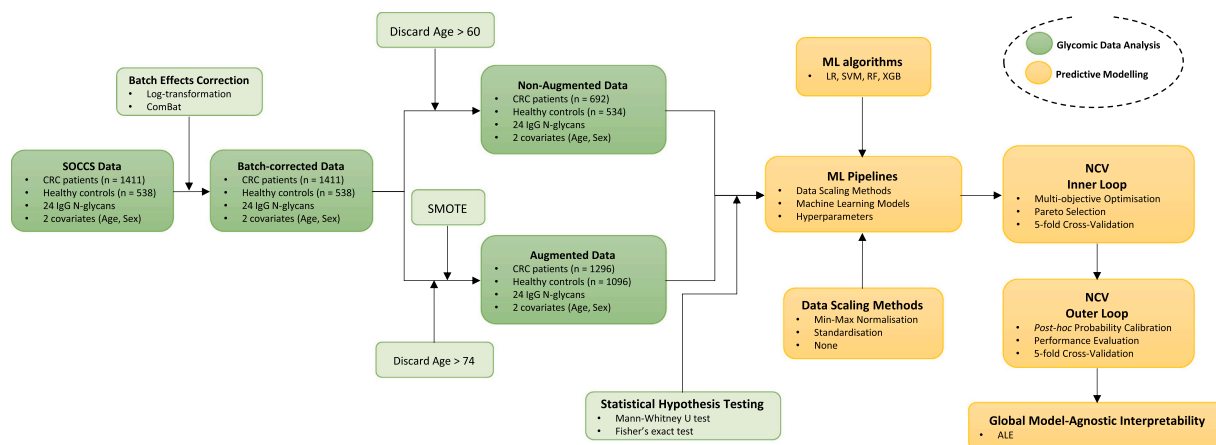 Discard Age > 60
Glycomic Data Analysis
Predictive Modelling
Batch Effects Correction
• Log-transformation
• ComBat
Non-Augmented Data
• CRC patients (n = 692)
• Healthy controls (n = 534)
• 24 IgG N-glycans
• 2 covariates (Age, Sex)
ML algorithms
• LR, SVM, RF, XGB
SOCCS Data
• CRC patients (n = 1411)
• Healthy controls (n = 538)
• 24 IgG N-glycans
• 2 covariates (Age, Sex)
Batch-corrected Data
• CRC patients (n = 1411)
• Healthy controls (n = 538)
• 24 IgG N-glycans
• 2 covariates (Age, Sex)
SMOTE
ML Pipelines
• Data Scaling Methods
• Machine Learning Models
• Hyperparameters
NCV
Inner Loop
• Multi-objective Optimisation
• Pareto Selection
• 5-fold Cross-Validation
Augmented Data
• CRC patients (n = 1296)
• Healthy controls (n = 1096)
• 24 IgG N-glycans
• 2 covariates (Age, Sex)
Discard Age > 74
Data Scaling Methods
• Min-Max Normalisation
• Standardisation
• None
NCV
Outer Loop
• Post-hoc Probability Calibration
• Performance Evaluation
• 5-fold Cross-Validation
Statistical Hypothesis Testing
• Mann-Whitney U test
• Fisher's exact test
Global Model-Agnostic Interpretability
• ALE